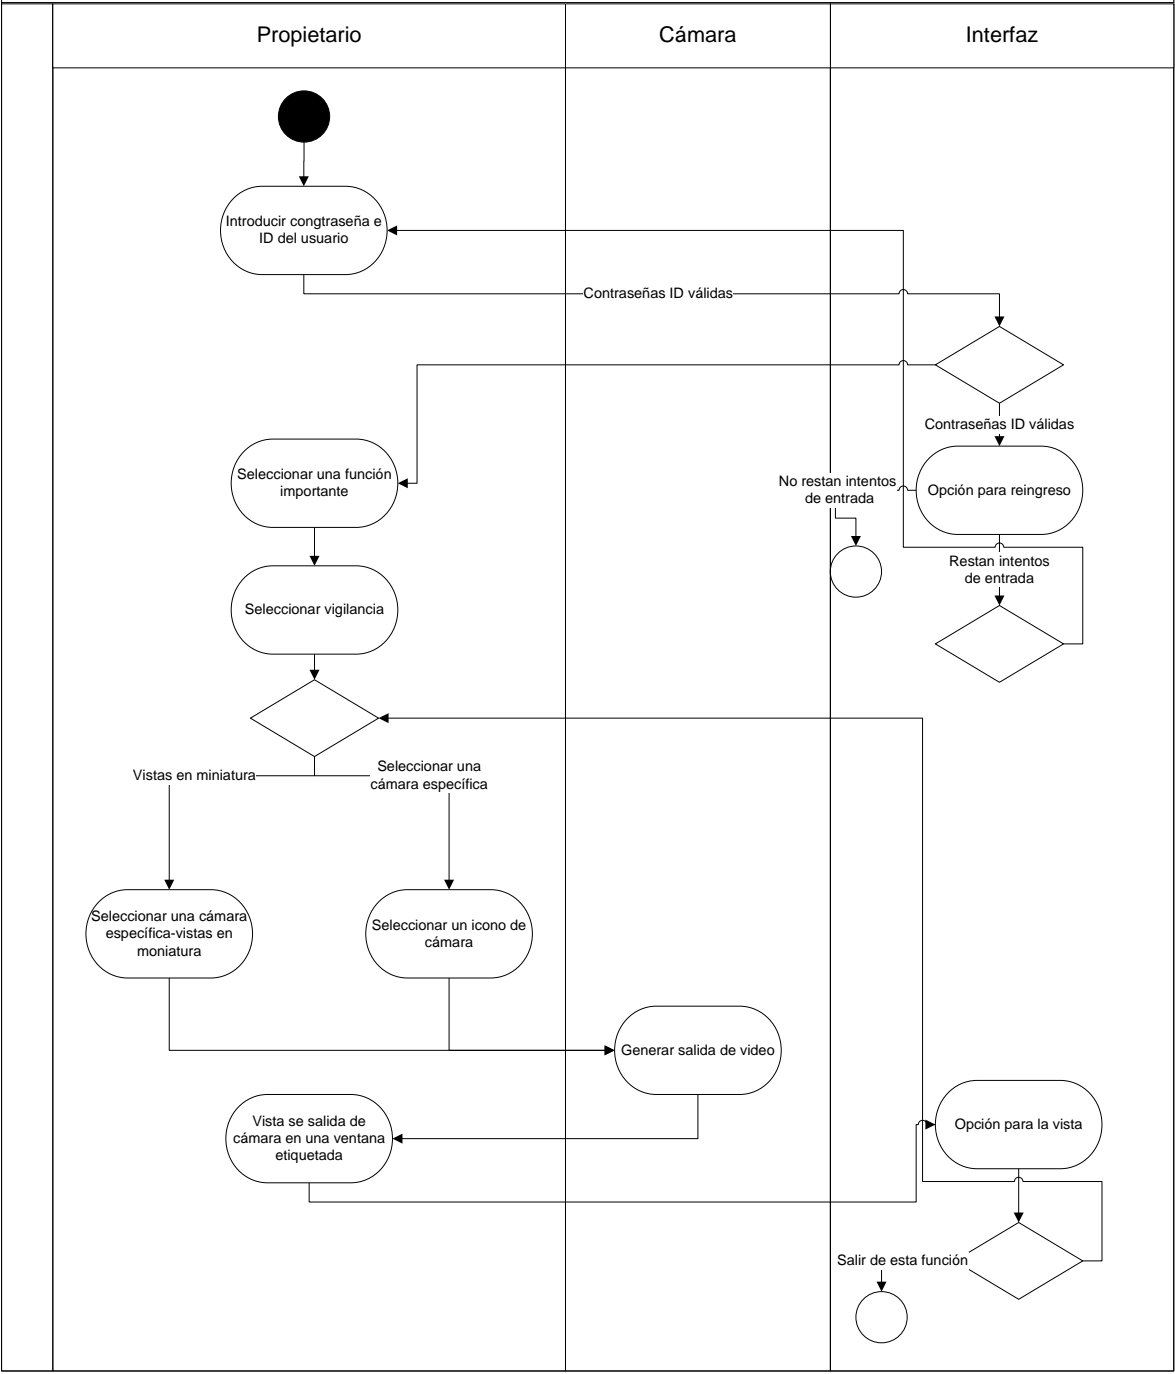 Propietario
Cámara
Interfaz
Introducir congtraseña e
ID del usuario
Contraseñas ID válidas
Contraseñas ID válidas
Seleccionar una función
importante
No restan intentos
de entrada
Opción para reingreso
Restan intentos
de entrada
Seleccionar vigilancia
Vistas en miniatura
Seleccionar una
cámara específica
Seleccionar una cámara
específica-vistas en
moniatura
Seleccionar un icono de
cámara
Generar salida de video
Vista se salida de
cámara en una ventana
etiquetada
Opción para la vista
Salir de esta función